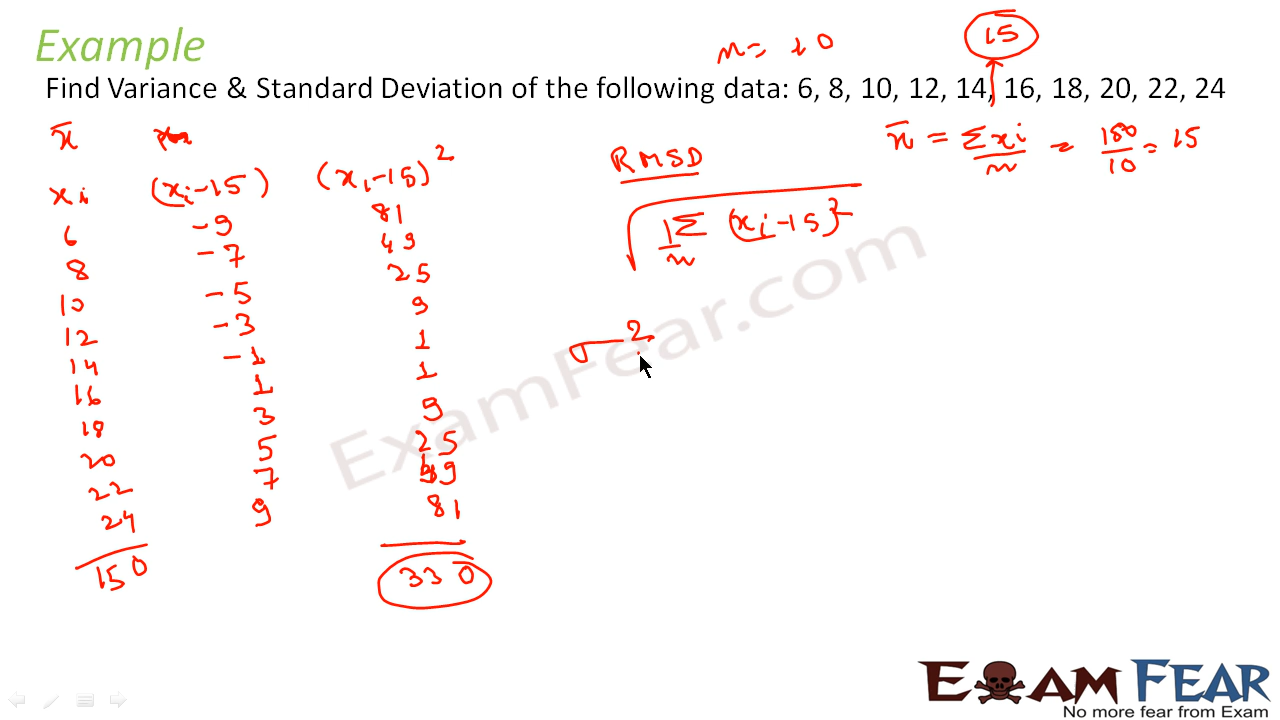 Example
n = 10
15
Find Variance & Standard Deviation of the following data: 6, 8, 10, 12, 14, 16, 18, 20, 22, 24
x̄
x̄ = Σxi/n = 150/10 = 15
RMSD
xi (xi-15) (xi-15)²
6 -9 81
8 -7 49
10 -5 25
12 -3 9
14 -1 1
16 1 1
18 3 9
20 5 25
22 7 49
24 9 81
150 330
√ 1/n Σ (xi-15)²
σ²
ExamFear.com
EXAM FEAR
No more fear from Exam